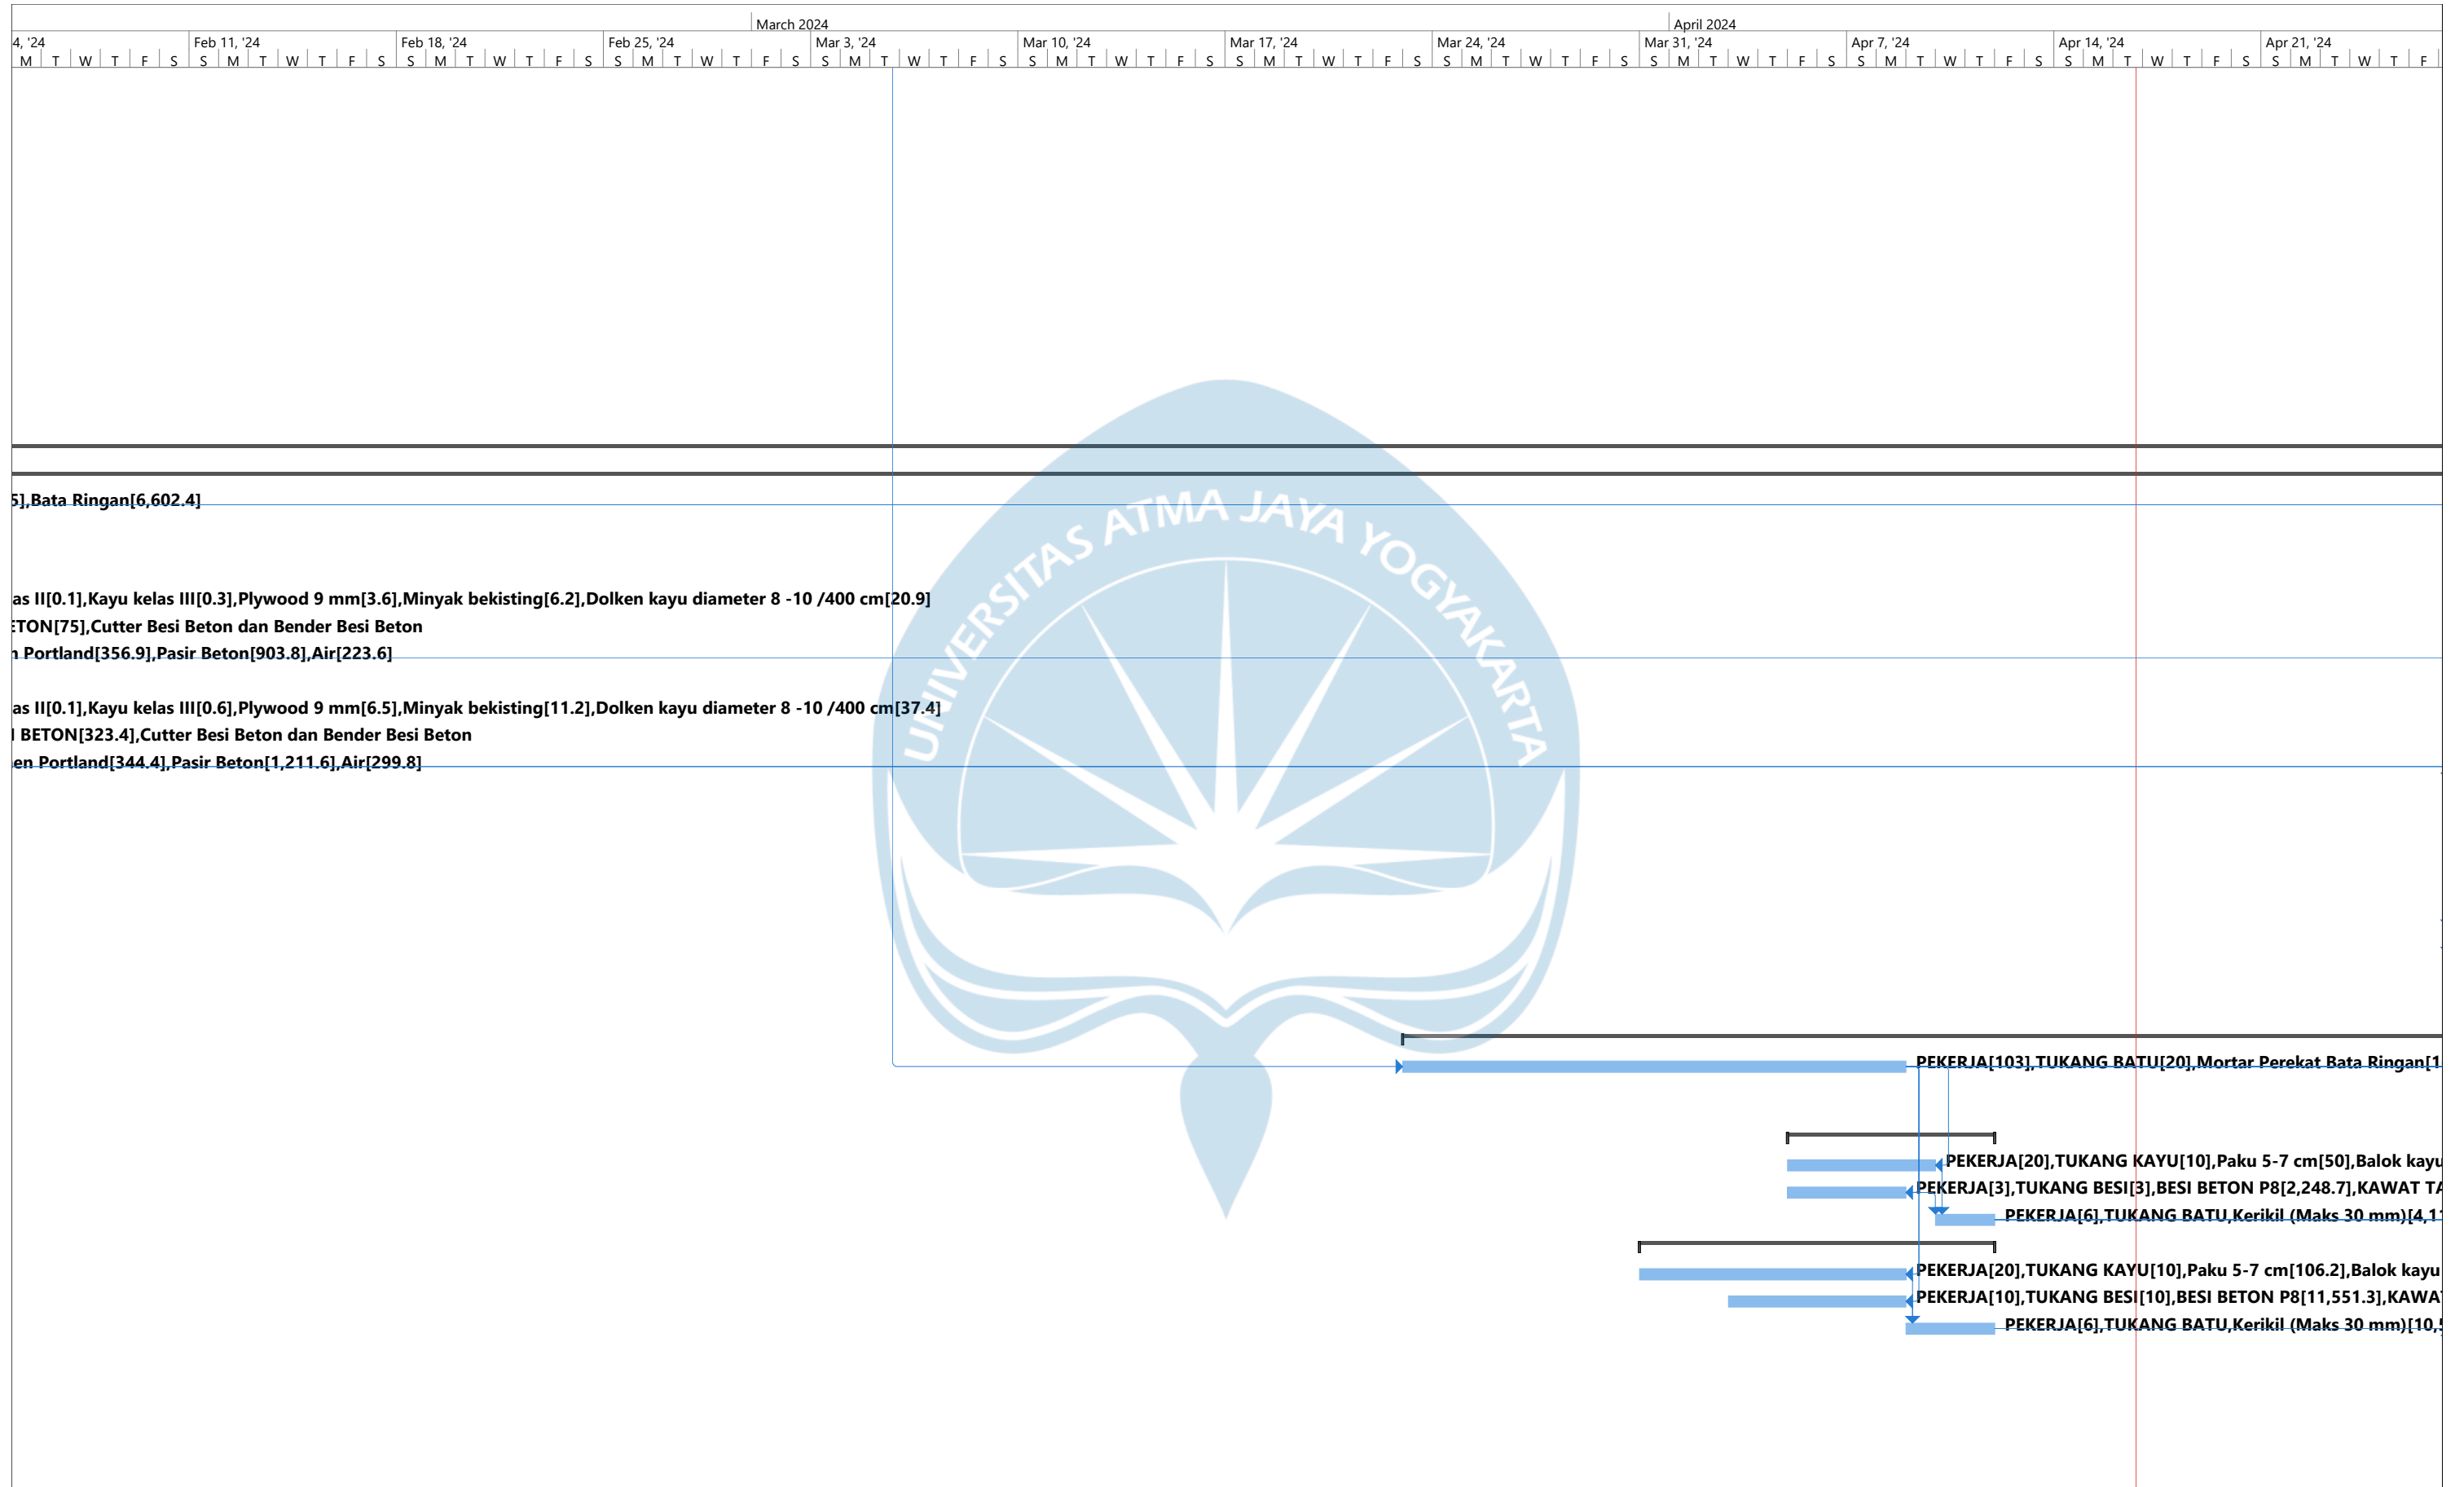 March 2024 April 2024
4, '24 Feb 11, '24 Feb 18, '24 Feb 25, '24 Mar 3, '24 Mar 10, '24 Mar 17, '24 Mar 24, '24 Mar 31, '24 Apr 7, '24 Apr 14, '24 Apr 21, '24
M T W T F S S M T W T F S S M T W T F S S M T W T F S S M T W T F S S M T W T F S S M T W T F S S M T W T F S S M T W T F S S M T W T F S S M T W T F S S M T W T F
5],Bata Ringan[6,602.4]
UNIVERSITAS ATMA JAYA YOGYAKARTA
as II[0.1],Kayu kelas III[0.3],Plywood 9 mm[3.6],Minyak bekisting[6.2],Dolken kayu diameter 8 -10 /400 cm[20.9]
ETON[75],Cutter Besi Beton dan Bender Besi Beton
n Portland[356.9],Pasir Beton[903.8],Air[223.6]
as II[0.1],Kayu kelas III[0.6],Plywood 9 mm[6.5],Minyak bekisting[11.2],Dolken kayu diameter 8 -10 /400 cm[37.4]
I BETON[323.4],Cutter Besi Beton dan Bender Besi Beton
en Portland[344.4],Pasir Beton[1,211.6],Air[299.8]
PEKERJA[103],TUKANG BATU[20],Mortar Perekat Bata Ringan[1
PEKERJA[20],TUKANG KAYU[10],Paku 5-7 cm[50],Balok kayu
PEKERJA[3],TUKANG BESI[3],BESI BETON P8[2,248.7],KAWAT TA
PEKERJA[6],TUKANG BATU,Kerikil (Maks 30 mm)[4,11
PEKERJA[20],TUKANG KAYU[10],Paku 5-7 cm[106.2],Balok kayu
PEKERJA[10],TUKANG BESI[10],BESI BETON P8[11,551.3],KAWAT
PEKERJA[6],TUKANG BATU,Kerikil (Maks 30 mm)[10,5